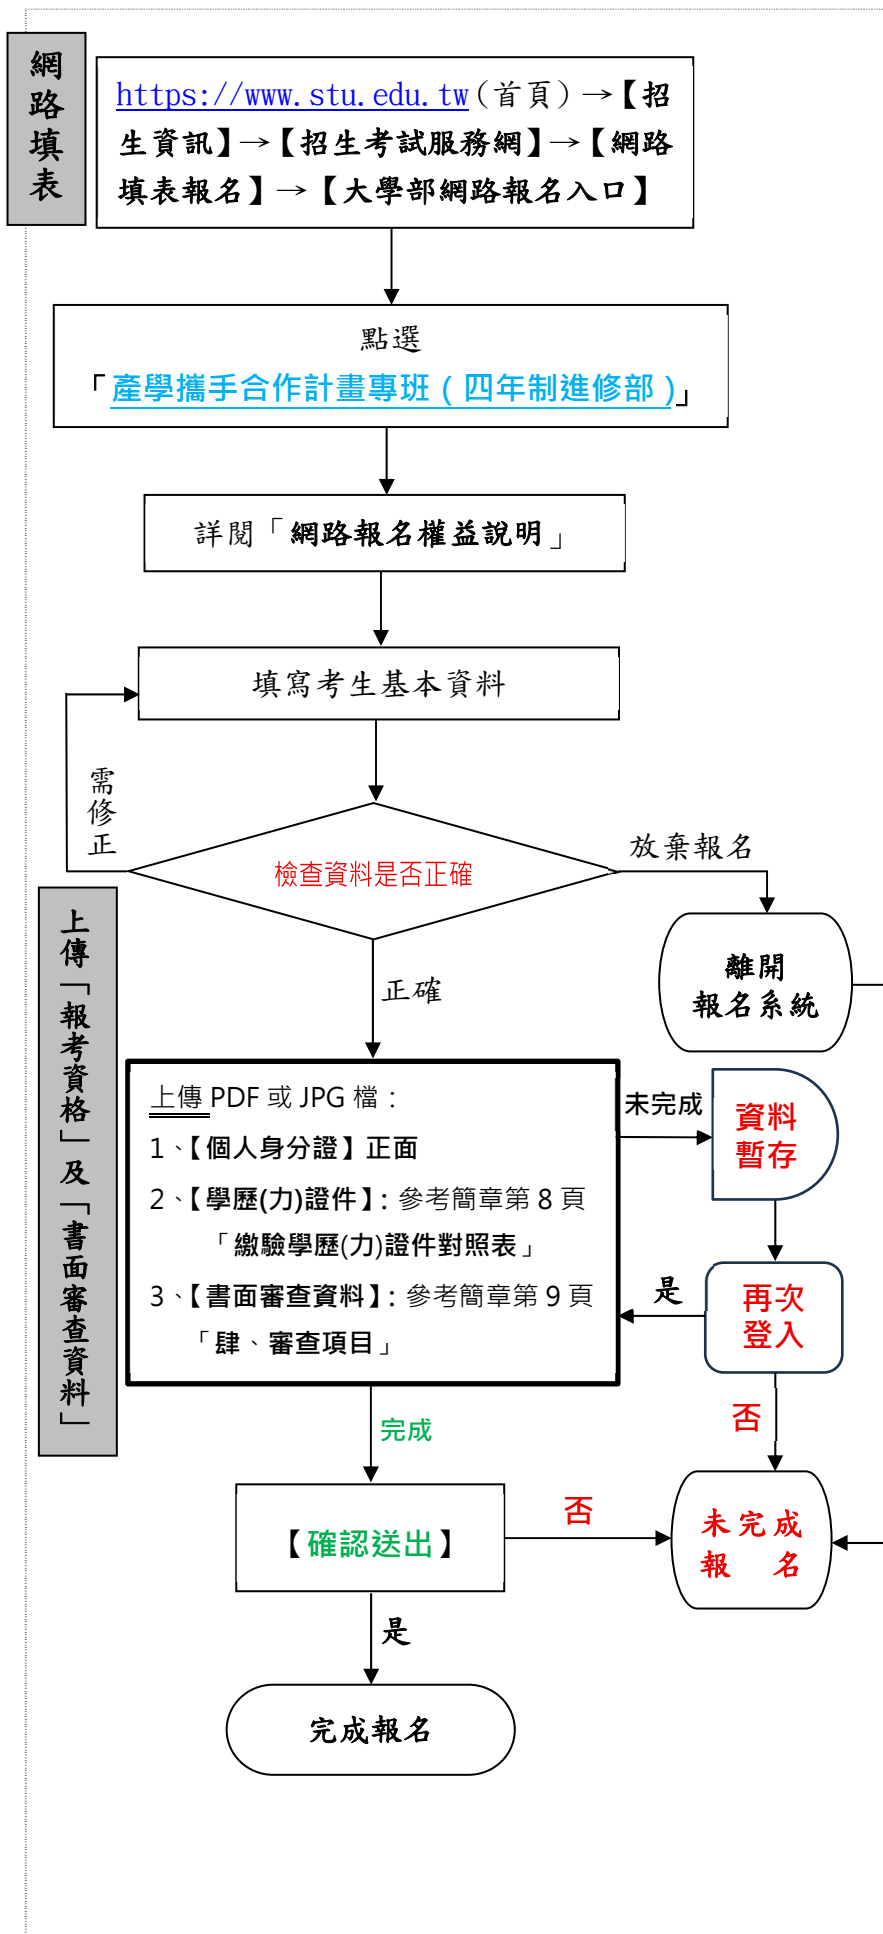 網路填表
https://www.stu.edu.tw(首頁)→【招
生資訊】→【招生考試服務網】→【網路
填表報名】→【大學部網路報名入口】
點選
「產學攜手合作計畫專班(四年制進修部)」
詳閱「網路報名權益說明」
填寫考生基本資料
需修正
檢查資料是否正確
放棄報名
離開
報名系統
正確
上傳「報考資格」及「書面審查資料」
上傳 PDF 或 JPG 檔:
1、【個人身分證】正面
2、【學歷(力)證件】:參考簡章第 8 頁
「繳驗學歷(力)證件對照表」
3、【書面審查資料】:參考簡章第 9 頁
「肆、審查項目」
未完成
資料
暫存
是
再次
登入
否
完成
【確認送出】
否
未完成
報 名
是
完成報名